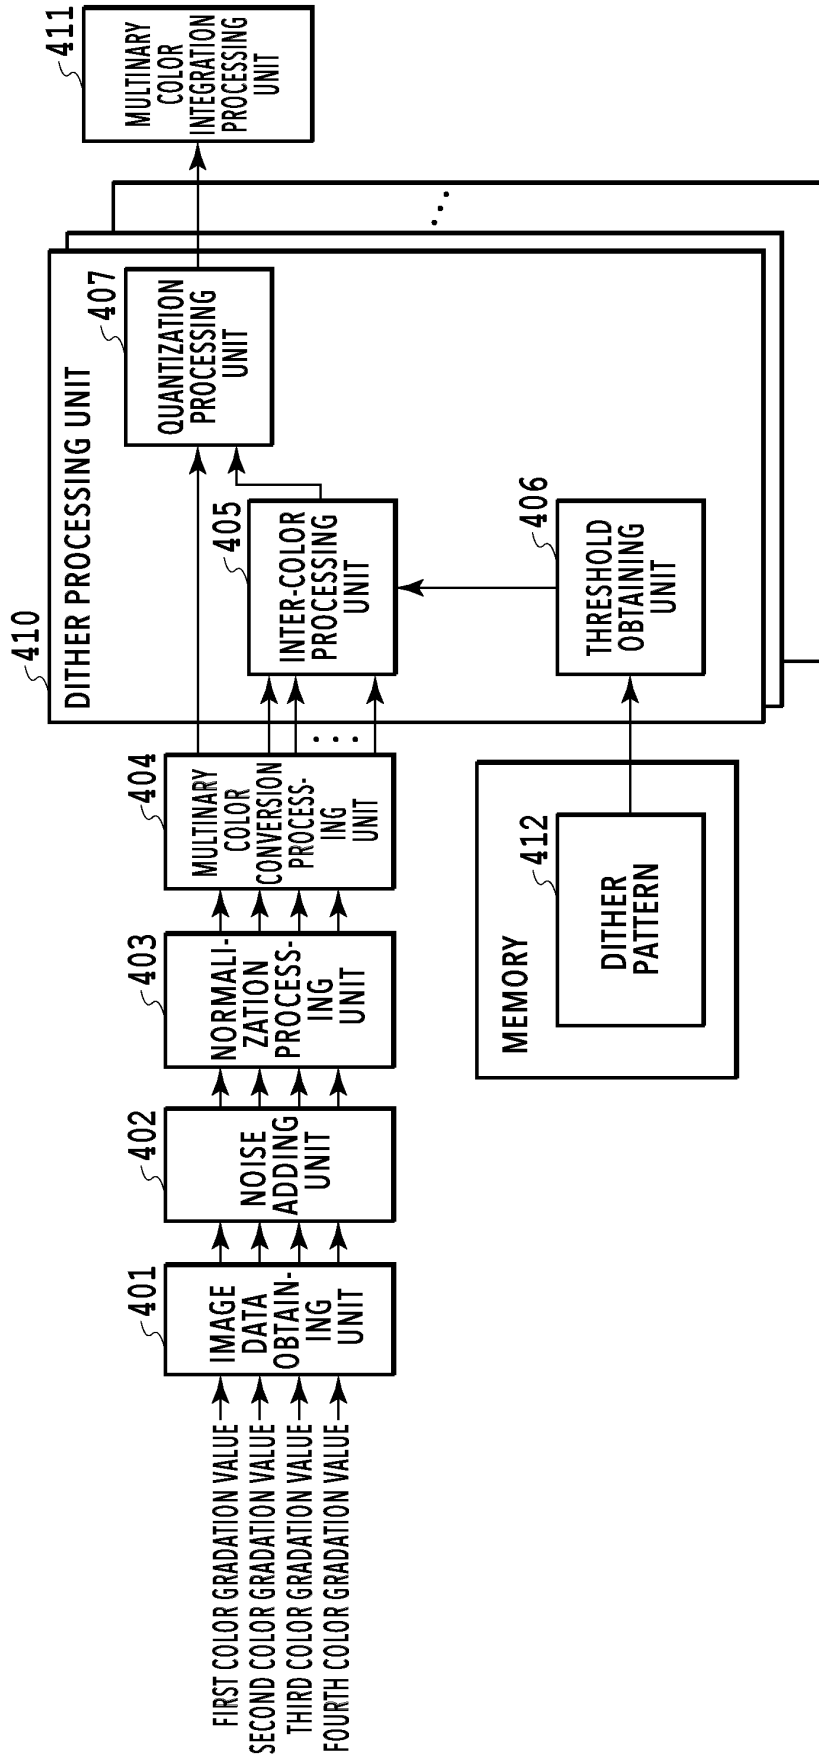 FIRST COLOR GRADATION VALUE
SECOND COLOR GRADATION VALUE
THIRD COLOR GRADATION VALUE
FOURTH COLOR GRADATION VALUE
401
IMAGE
DATA
OBTAIN-
ING
UNIT
402
NOISE
ADDING
UNIT
403
NORMALI-
ZATION
PROCESS-
ING
UNIT
404
MULTINARY
COLOR
CONVERSION
PROCESS-
ING
UNIT
410
DITHER PROCESSING UNIT
405
INTER-COLOR
PROCESSING
UNIT
407
QUANTIZATION
PROCESSING
UNIT
406
THRESHOLD
OBTAINING
UNIT
411
MULTINARY
COLOR
INTEGRATION
PROCESSING
UNIT
MEMORY
412
DITHER
PATTERN